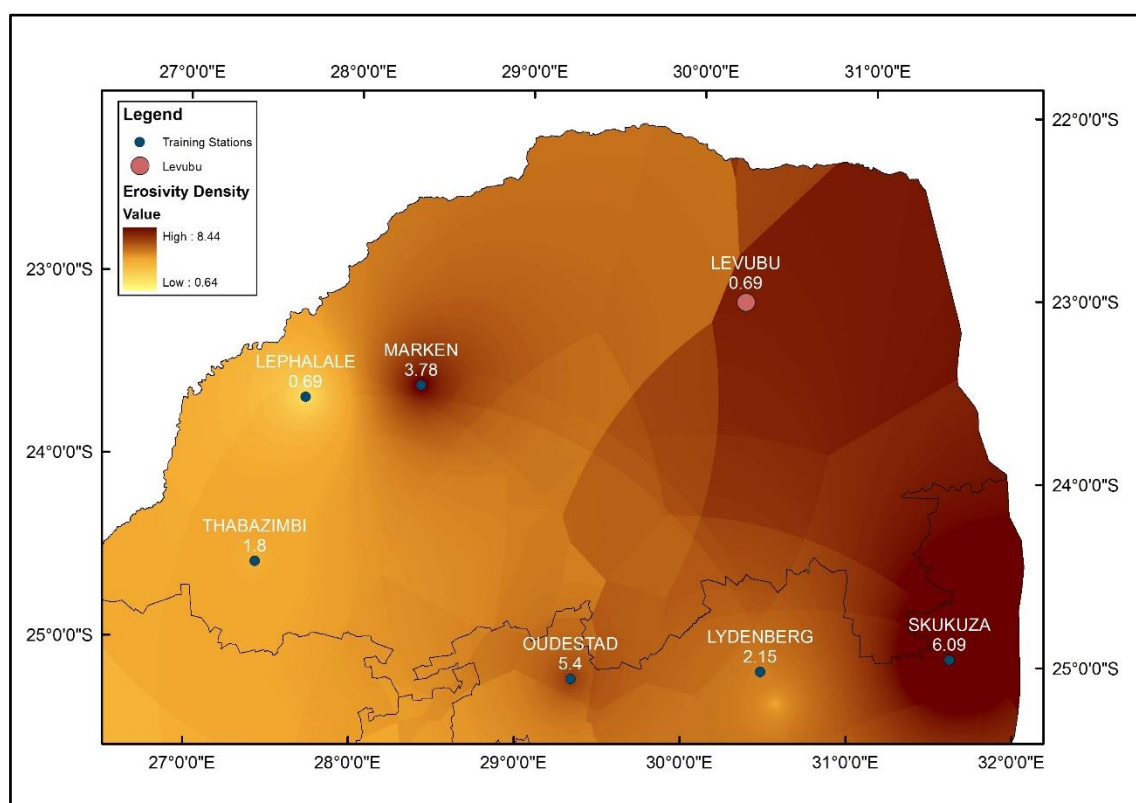 27°0'0"E 28°0'0"E 29°0'0"E 30°0'0"E 31°0'0"E
Legend
Training Stations
Levubu
Erosivity Density
Value
High : 8.44
Low : 0.64
22°0'0"S
23°0'0"S
23°0'0"S
LEVUBU
0.69
LEPHALALE
0.69
MARKEN
3.78
24°0'0"S
24°0'0"S
THABAZIMBI
1.8
25°0'0"S
OUDESTAD
5.4
LYDENBERG
2.15
SKUKUZA
6.09
25°0'0"S
27°0'0"E 28°0'0"E 29°0'0"E 30°0'0"E 31°0'0"E 32°0'0"E